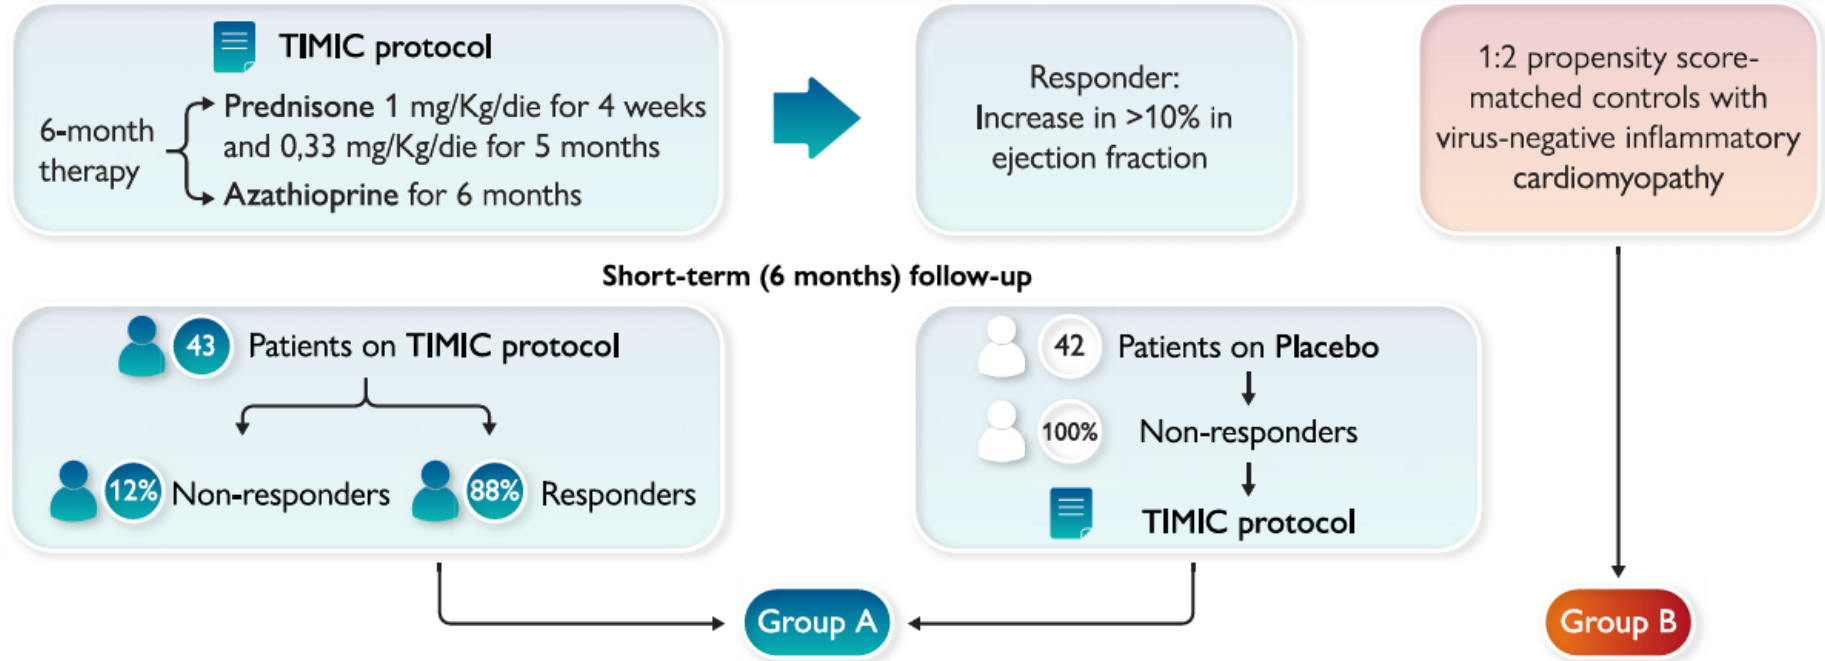 TIMIC protocol
6-month
therapy
Prednisone 1 mg/Kg/die for 4 weeks
and 0,33 mg/Kg/die for 5 months
Azathioprine for 6 months
Responder:
Increase in >10% in
ejection fraction
1:2 propensity score-
matched controls with
virus-negative inflammatory
cardiomyopathy
Short-term (6 months) follow-up
43 Patients on TIMIC protocol
12% Non-responders
88% Responders
42 Patients on Placebo
100% Non-responders
TIMIC protocol
Group A
Group B